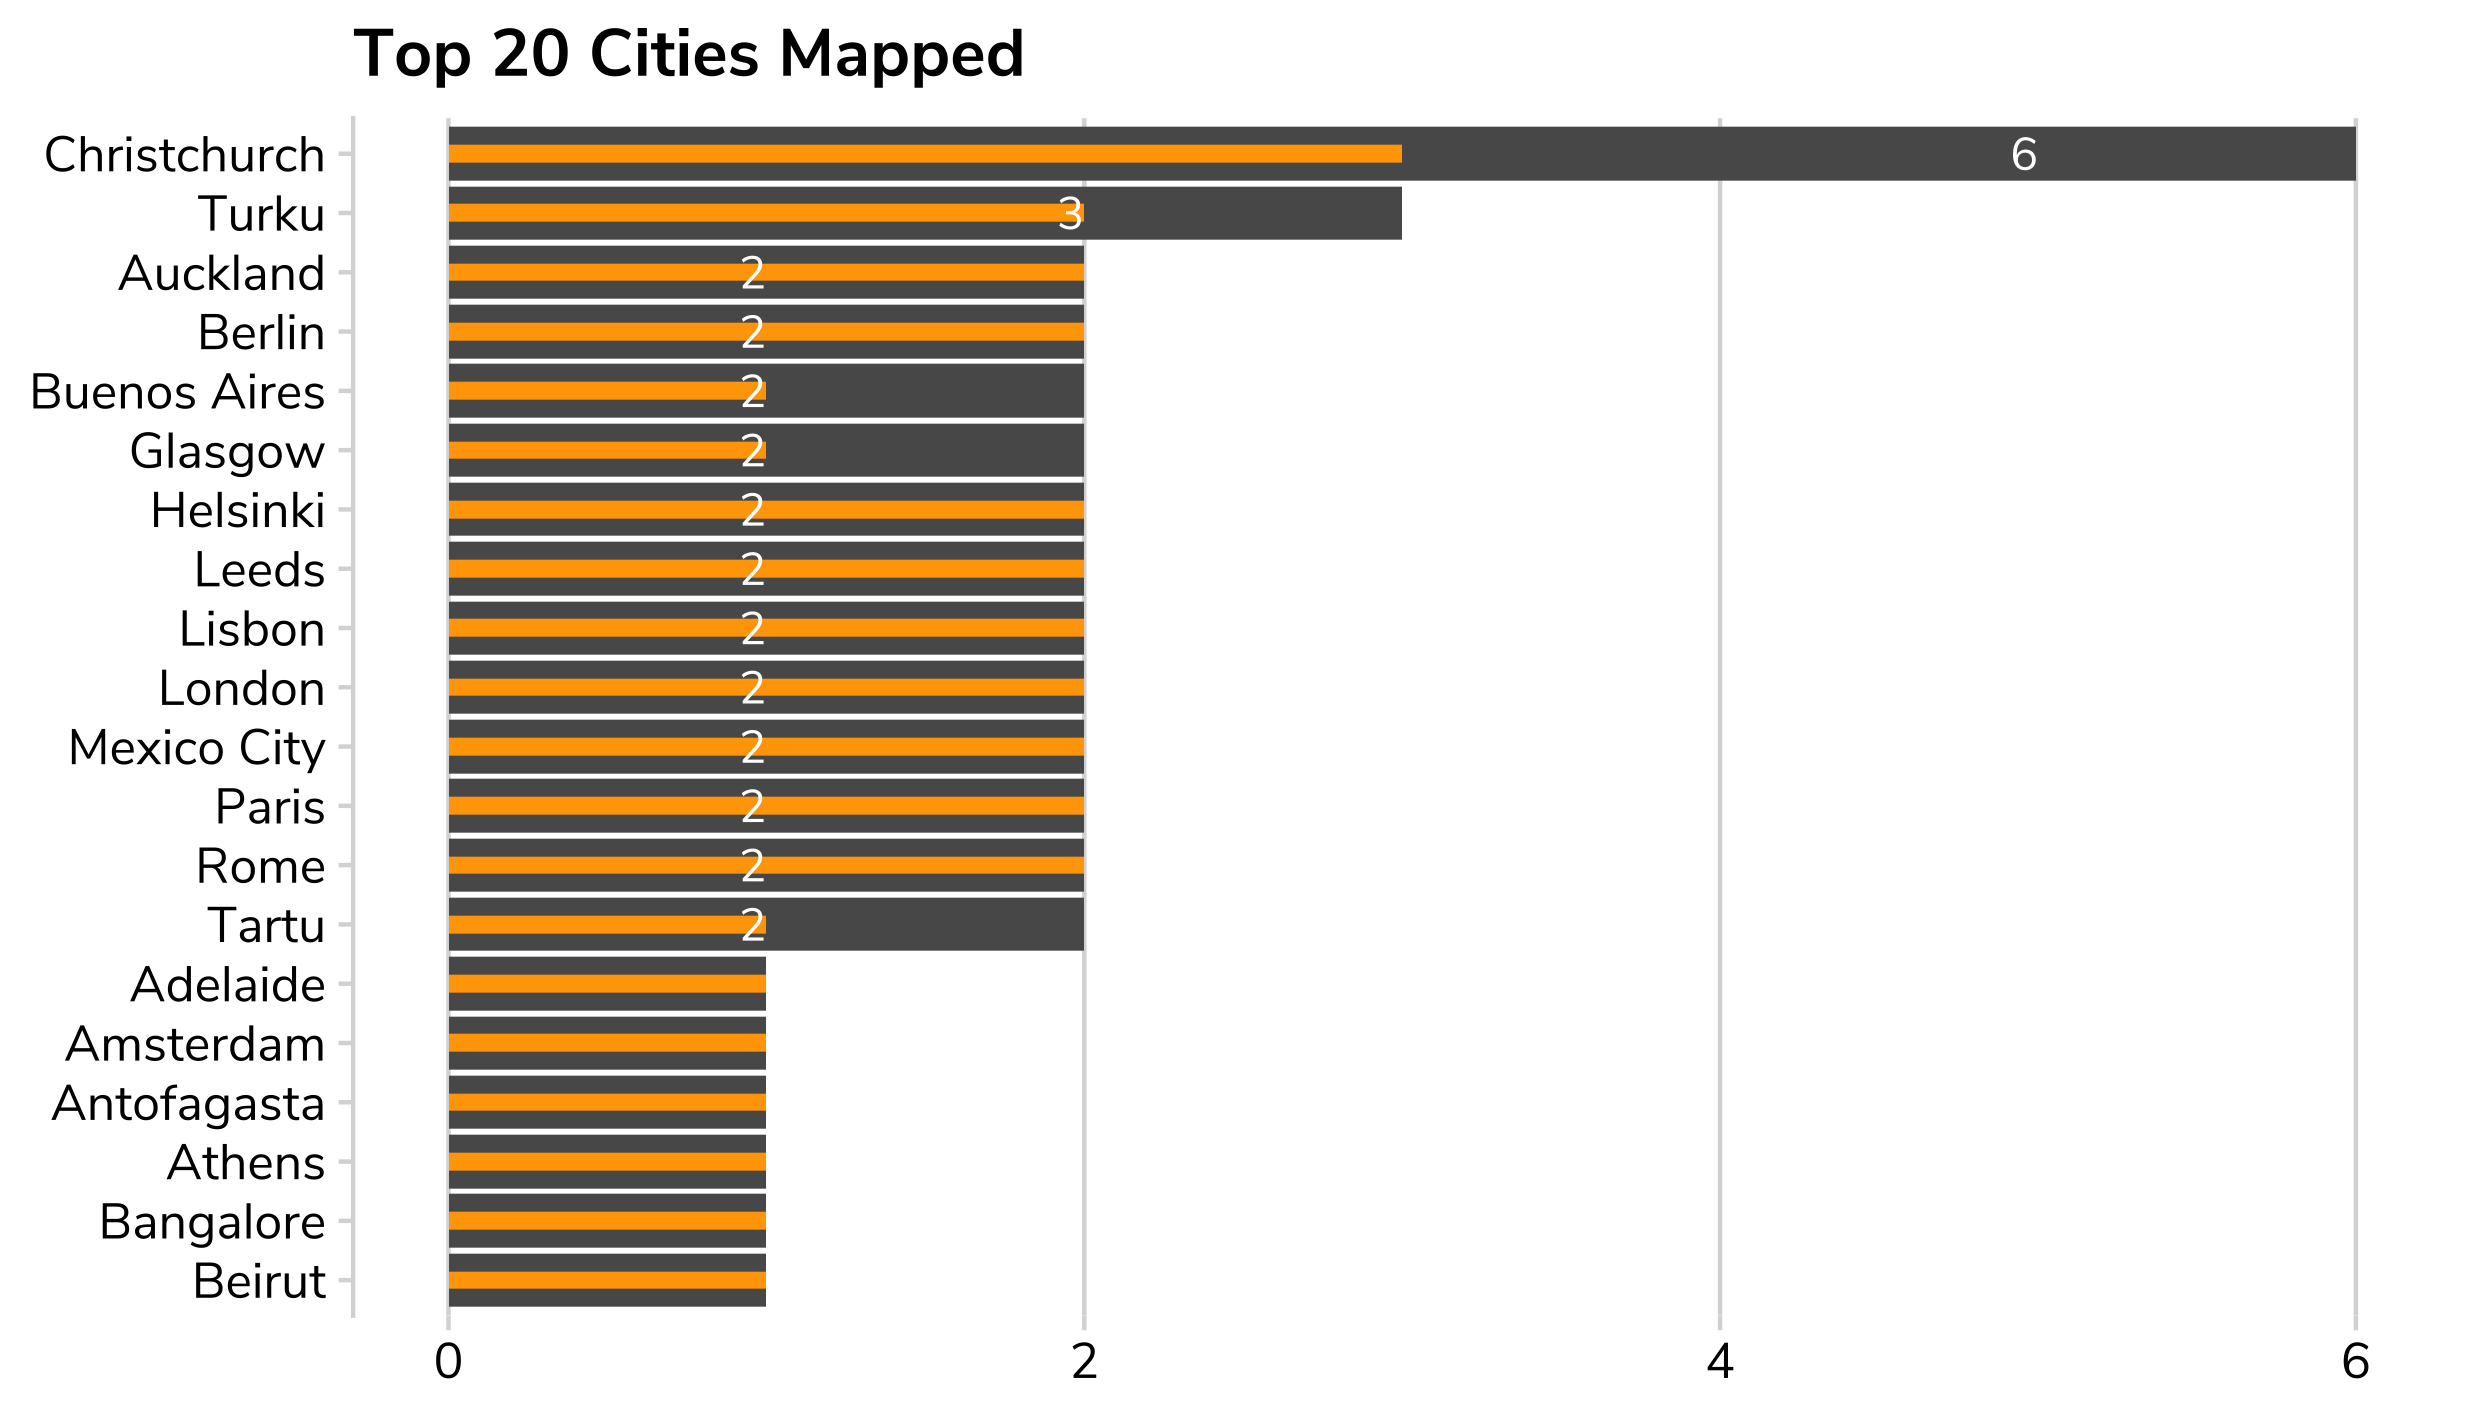 Top 20 Cities Mapped
Christchurch 6
Turku 3
Auckland 2
Berlin 2
Buenos Aires 2
Glasgow 2
Helsinki 2
Leeds 2
Lisbon 2
London 2
Mexico City 2
Paris 2
Rome 2
Tartu 2
Adelaide
Amsterdam
Antofagasta
Athens
Bangalore
Beirut
0 2 4 6